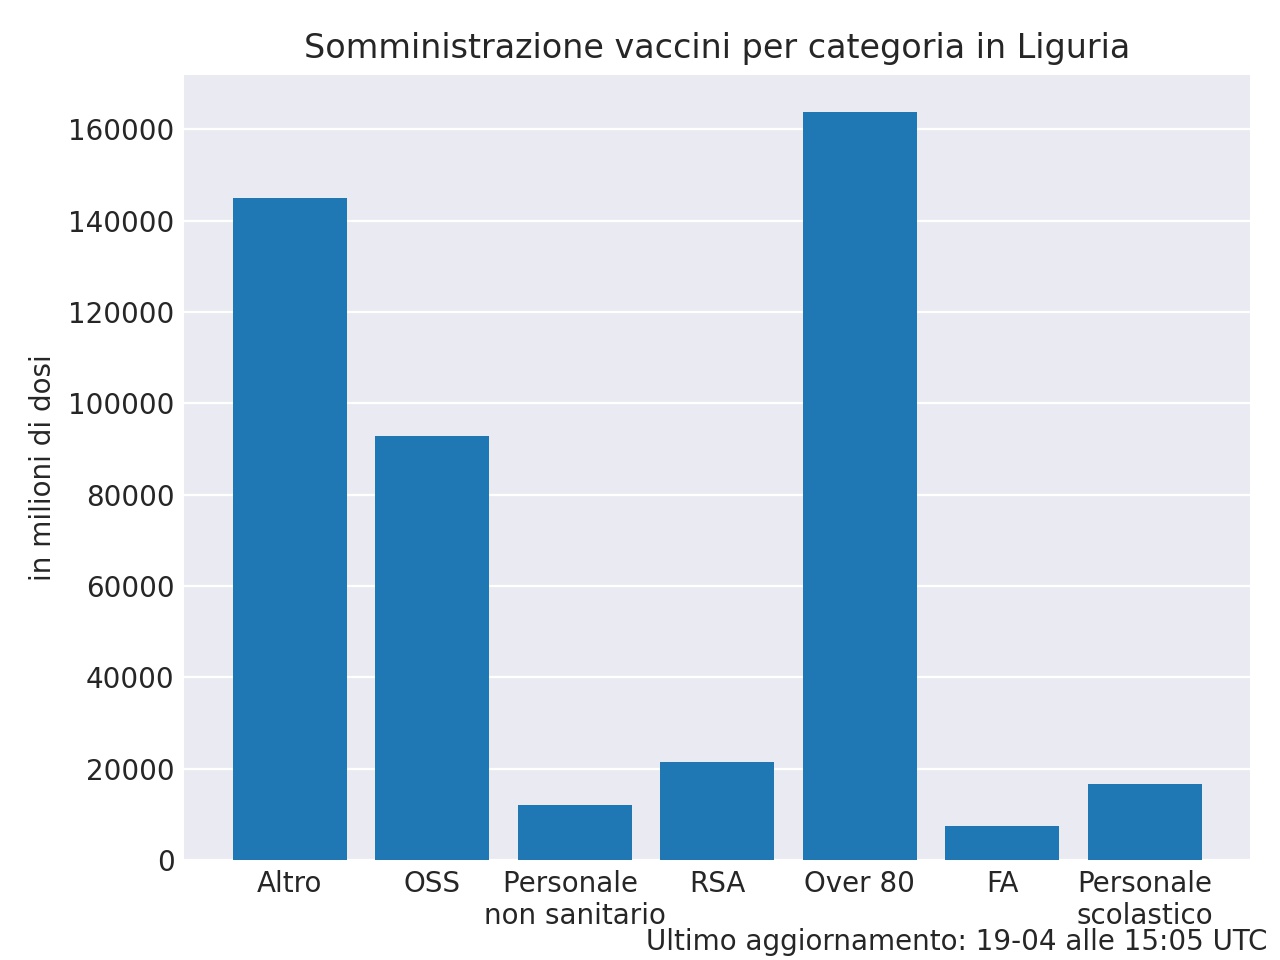 Somministrazione vaccini per categoria in Liguria
in milioni di dosi
160000
140000
120000
100000
80000
60000
40000
20000
0
Altro
OSS
Personale
non sanitario
RSA
Over 80
FA
Personale
scolastico
Ultimo aggiornamento: 19-04 alle 15:05 UTC